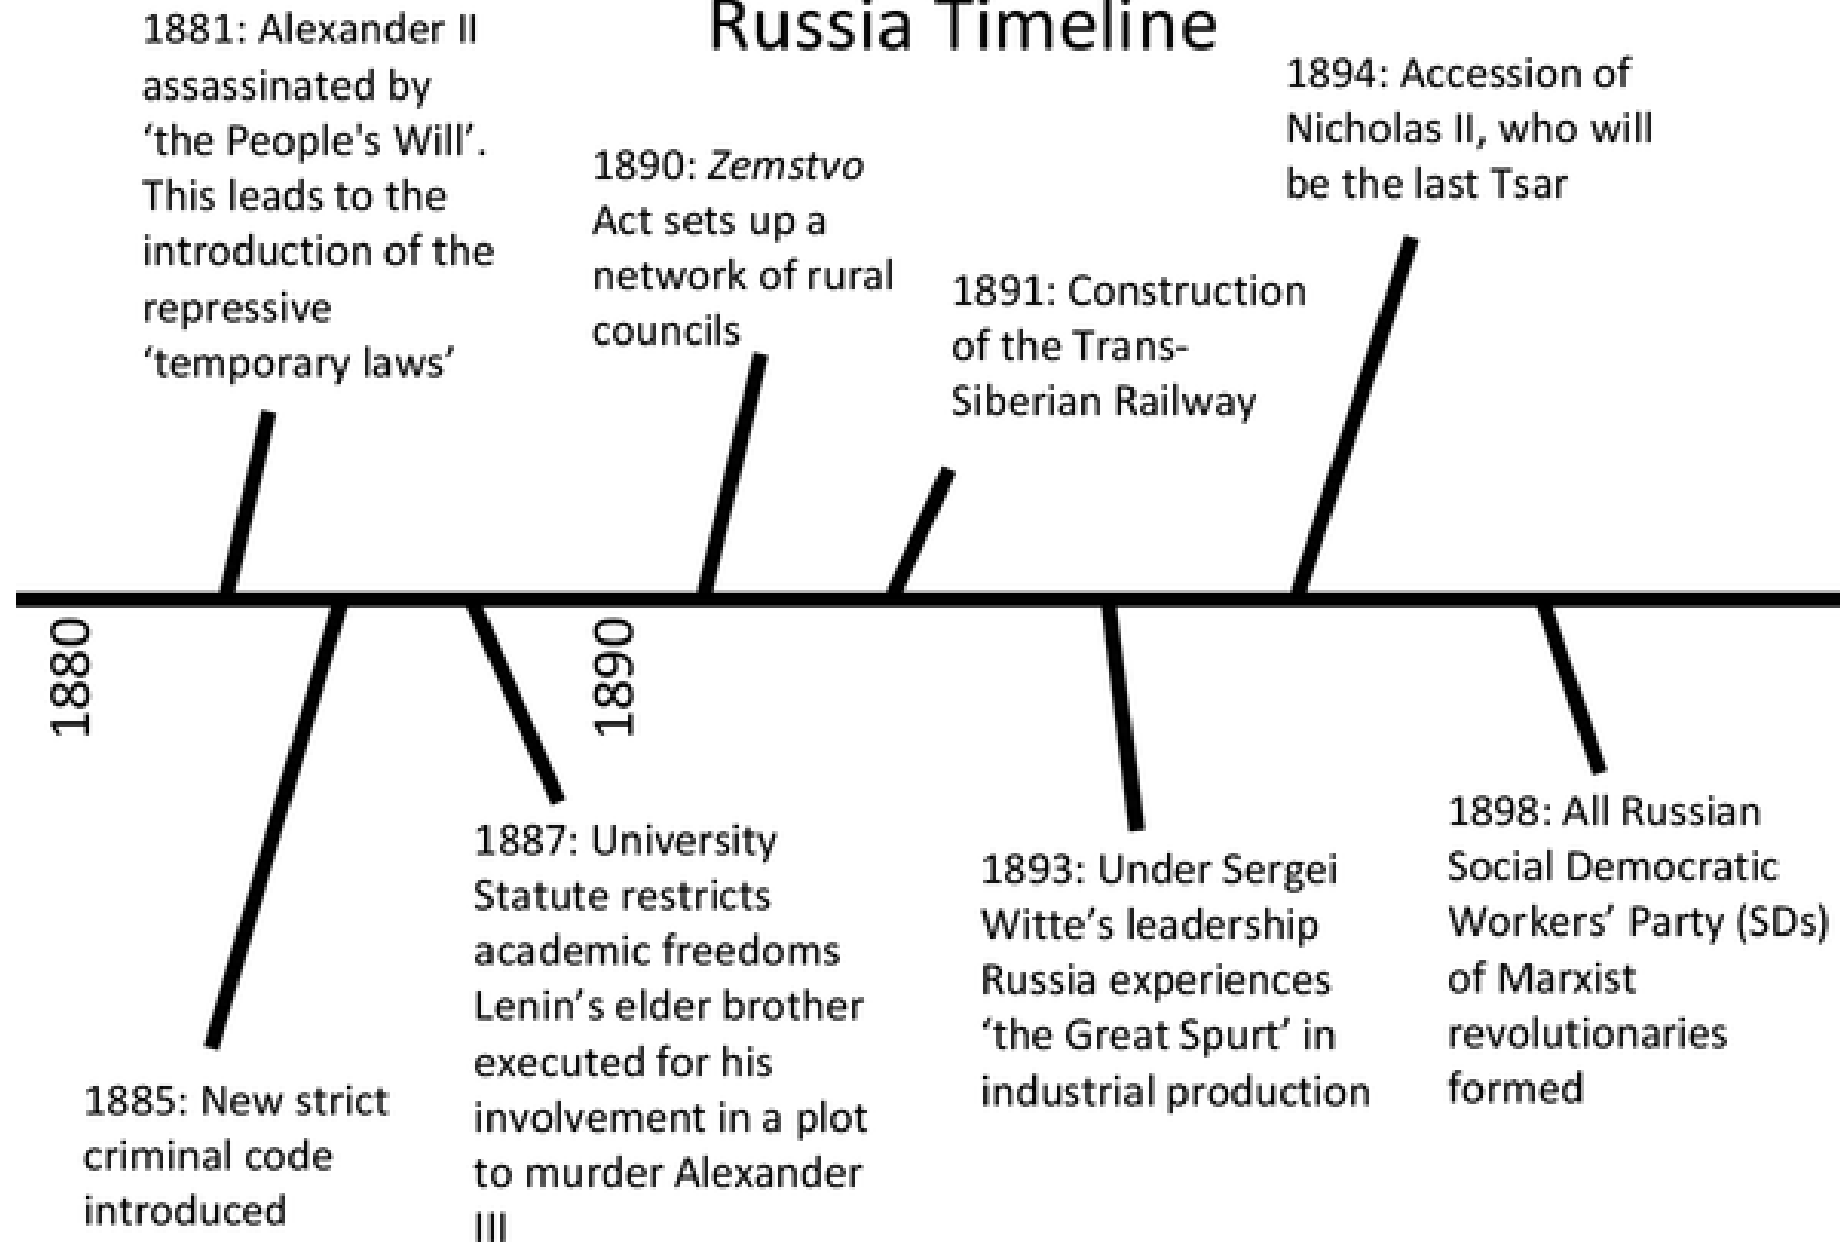 Russia Timeline
1881: Alexander II
assassinated by
‘the People's Will’.
This leads to the
introduction of the
repressive
‘temporary laws’
1890: Zemstvo
Act sets up a
network of rural
councils
1891: Construction
of the Trans-
Siberian Railway
1894: Accession of
Nicholas II, who will
be the last Tsar
1880
1890
1885: New strict
criminal code
introduced
1887: University
Statute restricts
academic freedoms
Lenin’s elder brother
executed for his
involvement in a plot
to murder Alexander
III
1893: Under Sergei
Witte’s leadership
Russia experiences
‘the Great Spurt’ in
industrial production
1898: All Russian
Social Democratic
Workers’ Party (SDs)
of Marxist
revolutionaries
formed